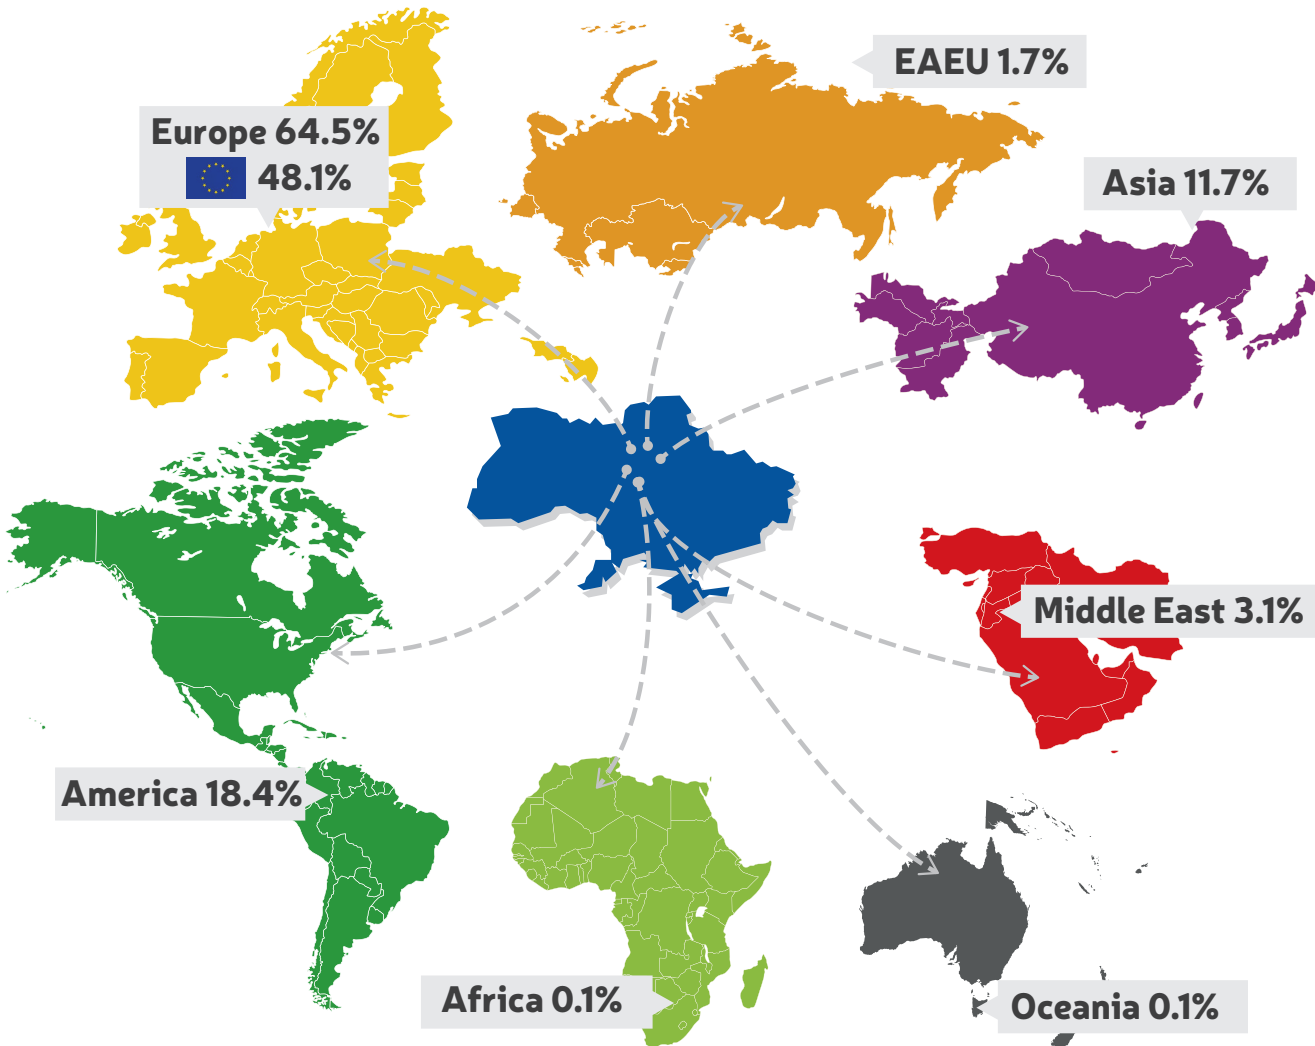 EAEU 1.7%
Europe 64.5%
48.1%
Asia 11.7%
Middle East 3.1%
America 18.4%
Africa 0.1%
Oceania 0.1%